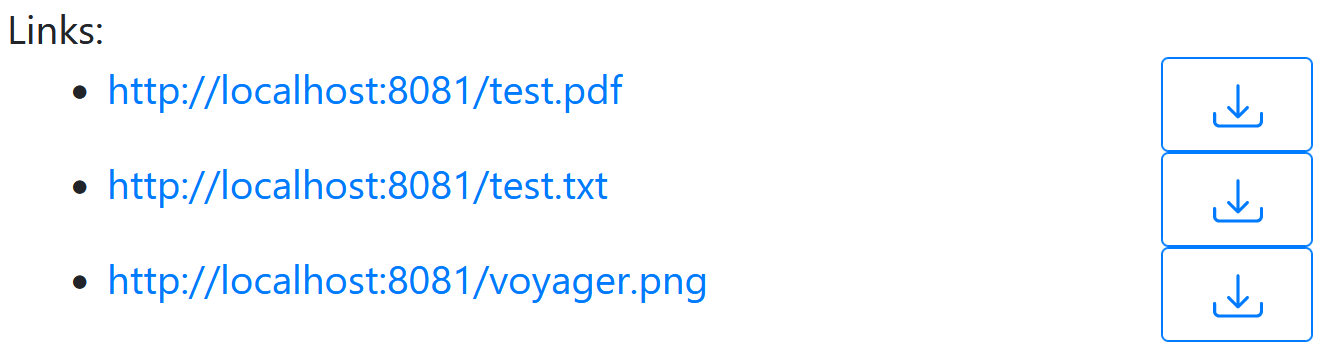 Links:
http://localhost:8081/test.pdf
http://localhost:8081/test.txt
http://localhost:8081/voyager.png